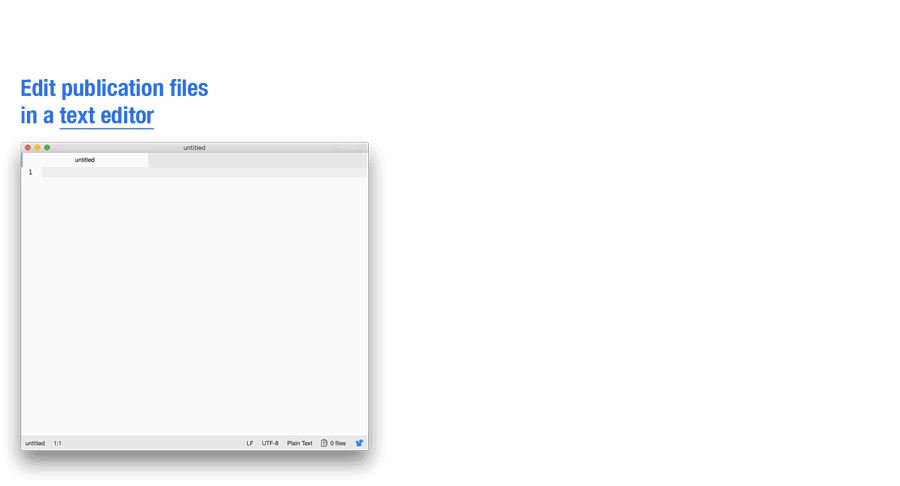 Edit publication files
in a text editor
untitled
untitled
1
untitled 1:1 LF UTF-8 Plain Text 0 files